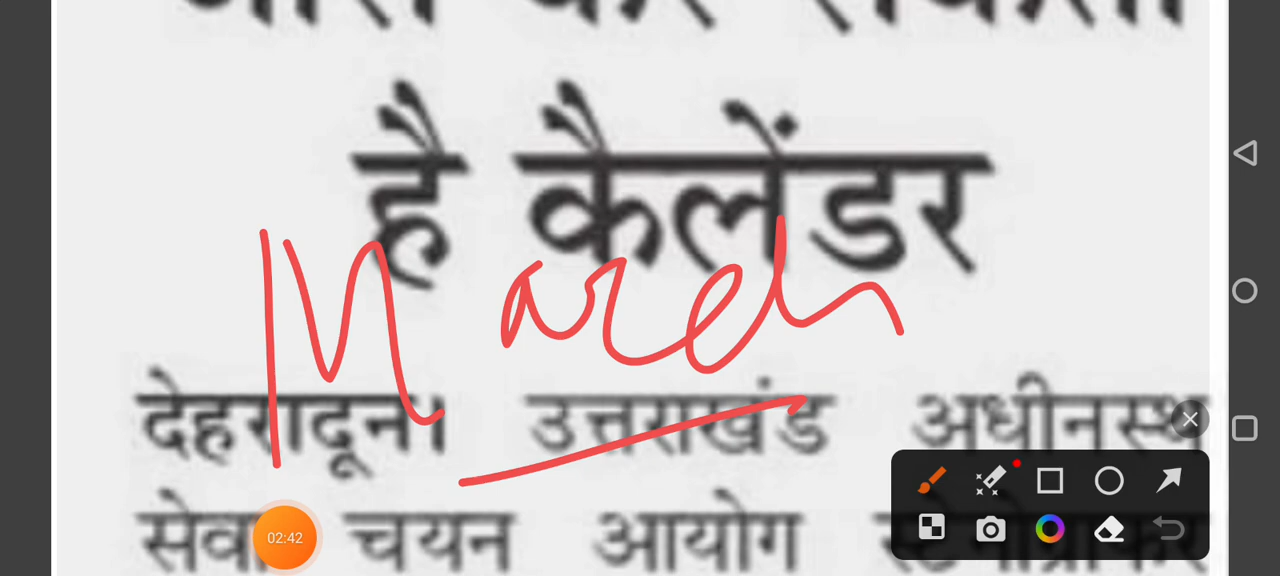 है कैलेंडर
March
देहरादून। उत्तराखंड अधीनस्थ
सेवा चयन आयोग
02:42